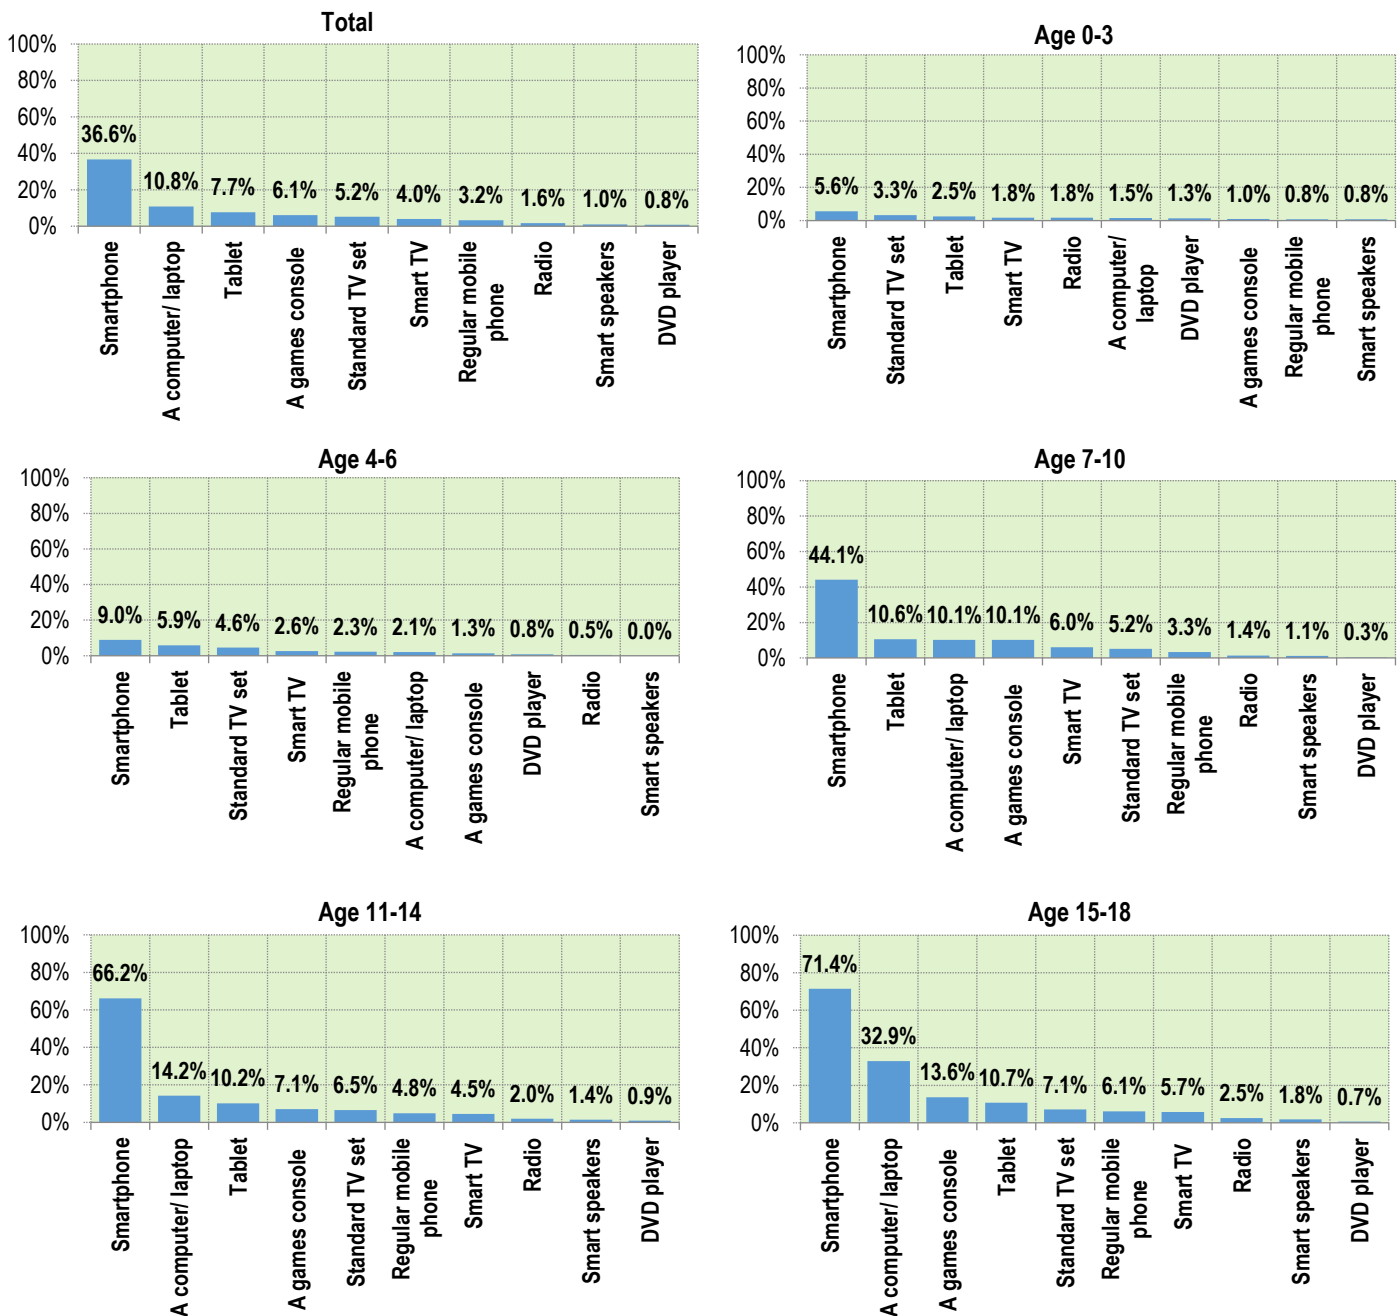 Total
100%
80%
60%
40%
20%
0%
36.6%
10.8%
7.7%
6.1%
5.2%
4.0%
3.2%
1.6%
1.0%
0.8%
Smartphone
A computer/ laptop
Tablet
A games console
Standard TV set
Smart TV
Regular mobile
phone
Radio
Smart speakers
DVD player
Age 0-3
100%
80%
60%
40%
20%
0%
5.6%
3.3%
2.5%
1.8%
1.8%
1.5%
1.3%
1.0%
0.8%
0.8%
Smartphone
Standard TV set
Tablet
Smart TV
Radio
A computer/
laptop
DVD player
A games console
Regular mobile
phone
Smart speakers
Age 4-6
100%
80%
60%
40%
20%
0%
9.0%
5.9%
4.6%
2.6%
2.3%
2.1%
1.3%
0.8%
0.5%
0.0%
Smartphone
Tablet
Standard TV set
Smart TV
Regular mobile
phone
A computer/ laptop
A games console
DVD player
Radio
Smart speakers
Age 7-10
100%
80%
60%
40%
20%
0%
44.1%
10.6%
10.1%
10.1%
6.0%
5.2%
3.3%
1.4%
1.1%
0.3%
Smartphone
Tablet
A computer/ laptop
A games console
Smart TV
Standard TV set
Regular mobile
phone
Radio
Smart speakers
DVD player
Age 11-14
100%
80%
60%
40%
20%
0%
66.2%
14.2%
10.2%
7.1%
6.5%
4.8%
4.5%
2.0%
1.4%
0.9%
Smartphone
A computer/ laptop
Tablet
A games console
Standard TV set
Regular mobile
phone
Smart TV
Radio
Smart speakers
DVD player
Age 15-18
100%
80%
60%
40%
20%
0%
71.4%
32.9%
13.6%
10.7%
7.1%
6.1%
5.7%
2.5%
1.8%
0.7%
Smartphone
A computer/ laptop
A games console
Tablet
Standard TV set
Regular mobile
phone
Smart TV
Radio
Smart speakers
DVD player